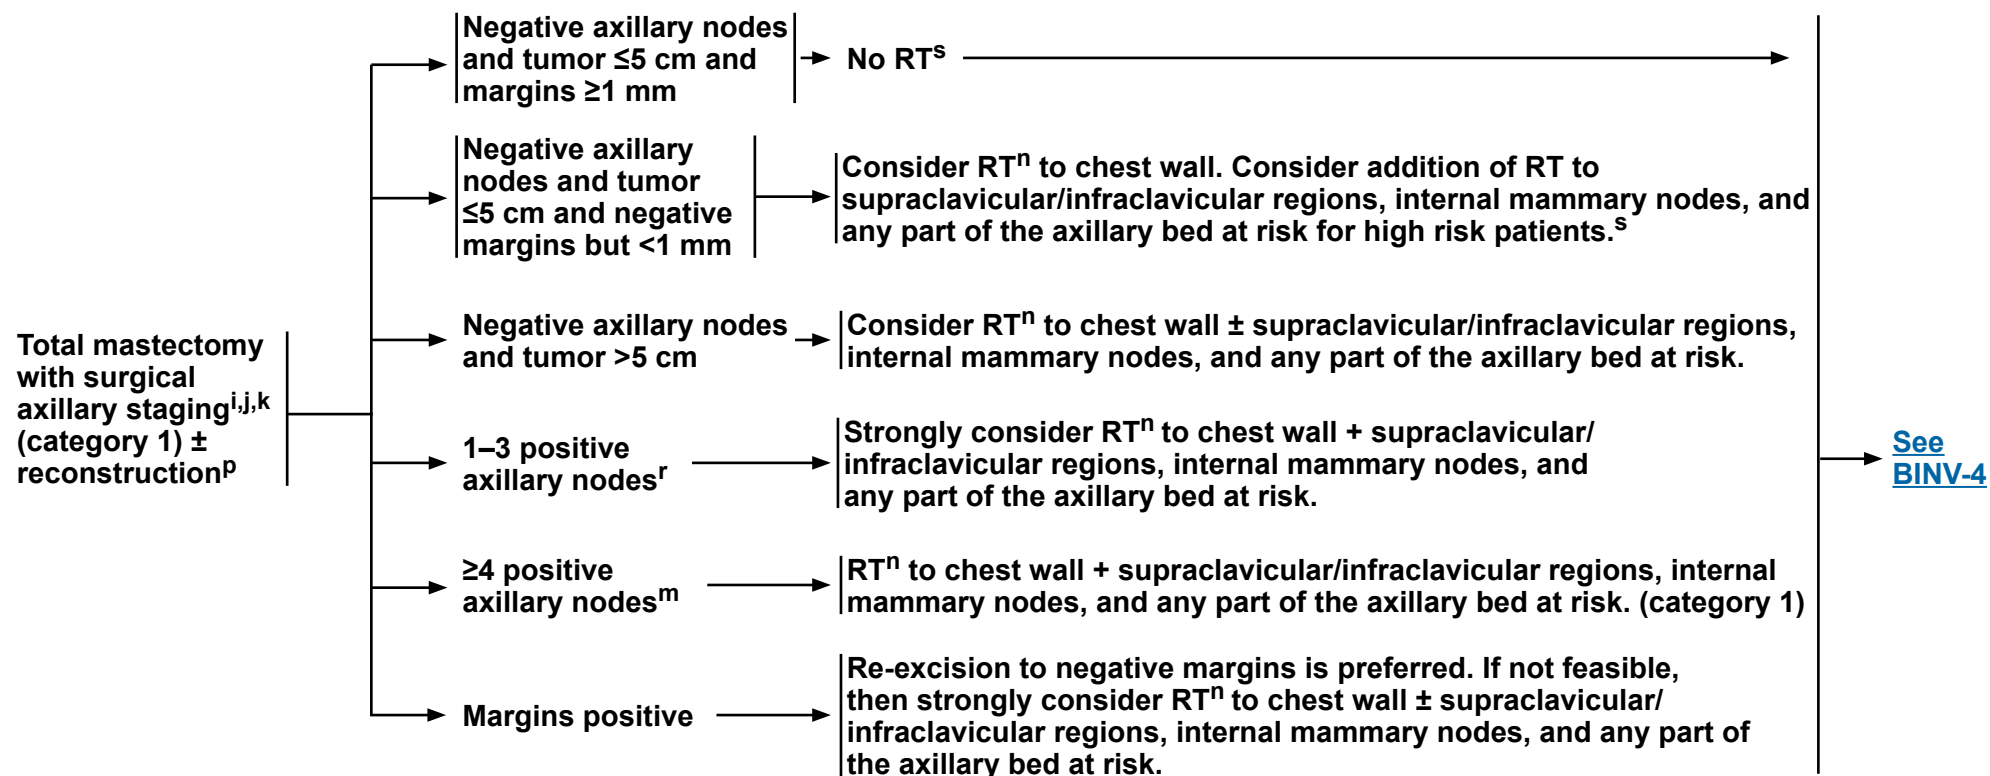 Total mastectomy
with surgical
axillary stagingi,j,k
(category 1) ±
reconstructionp
Negative axillary nodes
and tumor ≤5 cm and
margins ≥1 mm
No RTs
Negative axillary
nodes and tumor
≤5 cm and negative
margins but <1 mm
Consider RTn to chest wall. Consider addition of RT to
supraclavicular/infraclavicular regions, internal mammary nodes, and
any part of the axillary bed at risk for high risk patients.s
Negative axillary nodes
and tumor >5 cm
Consider RTn to chest wall ± supraclavicular/infraclavicular regions,
internal mammary nodes, and any part of the axillary bed at risk.
1–3 positive
axillary nodesr
Strongly consider RTn to chest wall + supraclavicular/
infraclavicular regions, internal mammary nodes, and
any part of the axillary bed at risk.
≥4 positive
axillary nodesm
RTn to chest wall + supraclavicular/infraclavicular regions, internal
mammary nodes, and any part of the axillary bed at risk. (category 1)
Margins positive
Re-excision to negative margins is preferred. If not feasible,
then strongly consider RTn to chest wall ± supraclavicular/
infraclavicular regions, internal mammary nodes, and any part of
the axillary bed at risk.
See
BINV-4